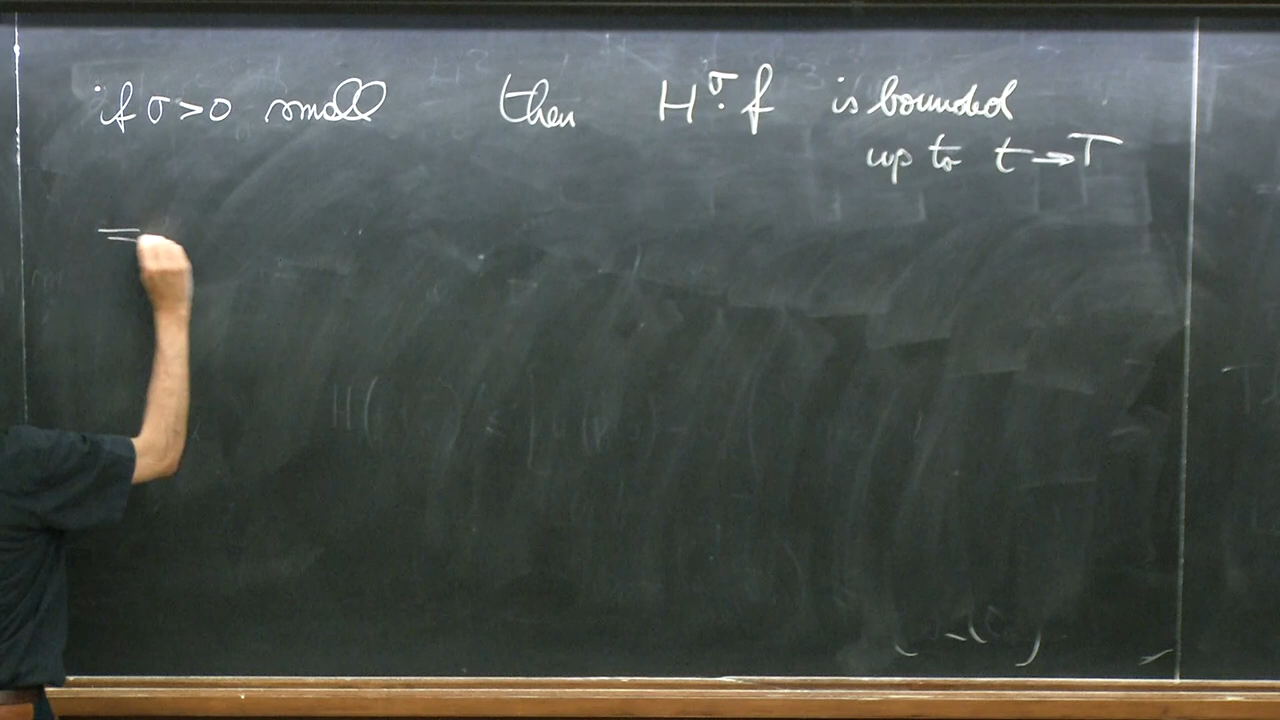 if σ>0 small then H^σ · f is bounded
up to t → T
=